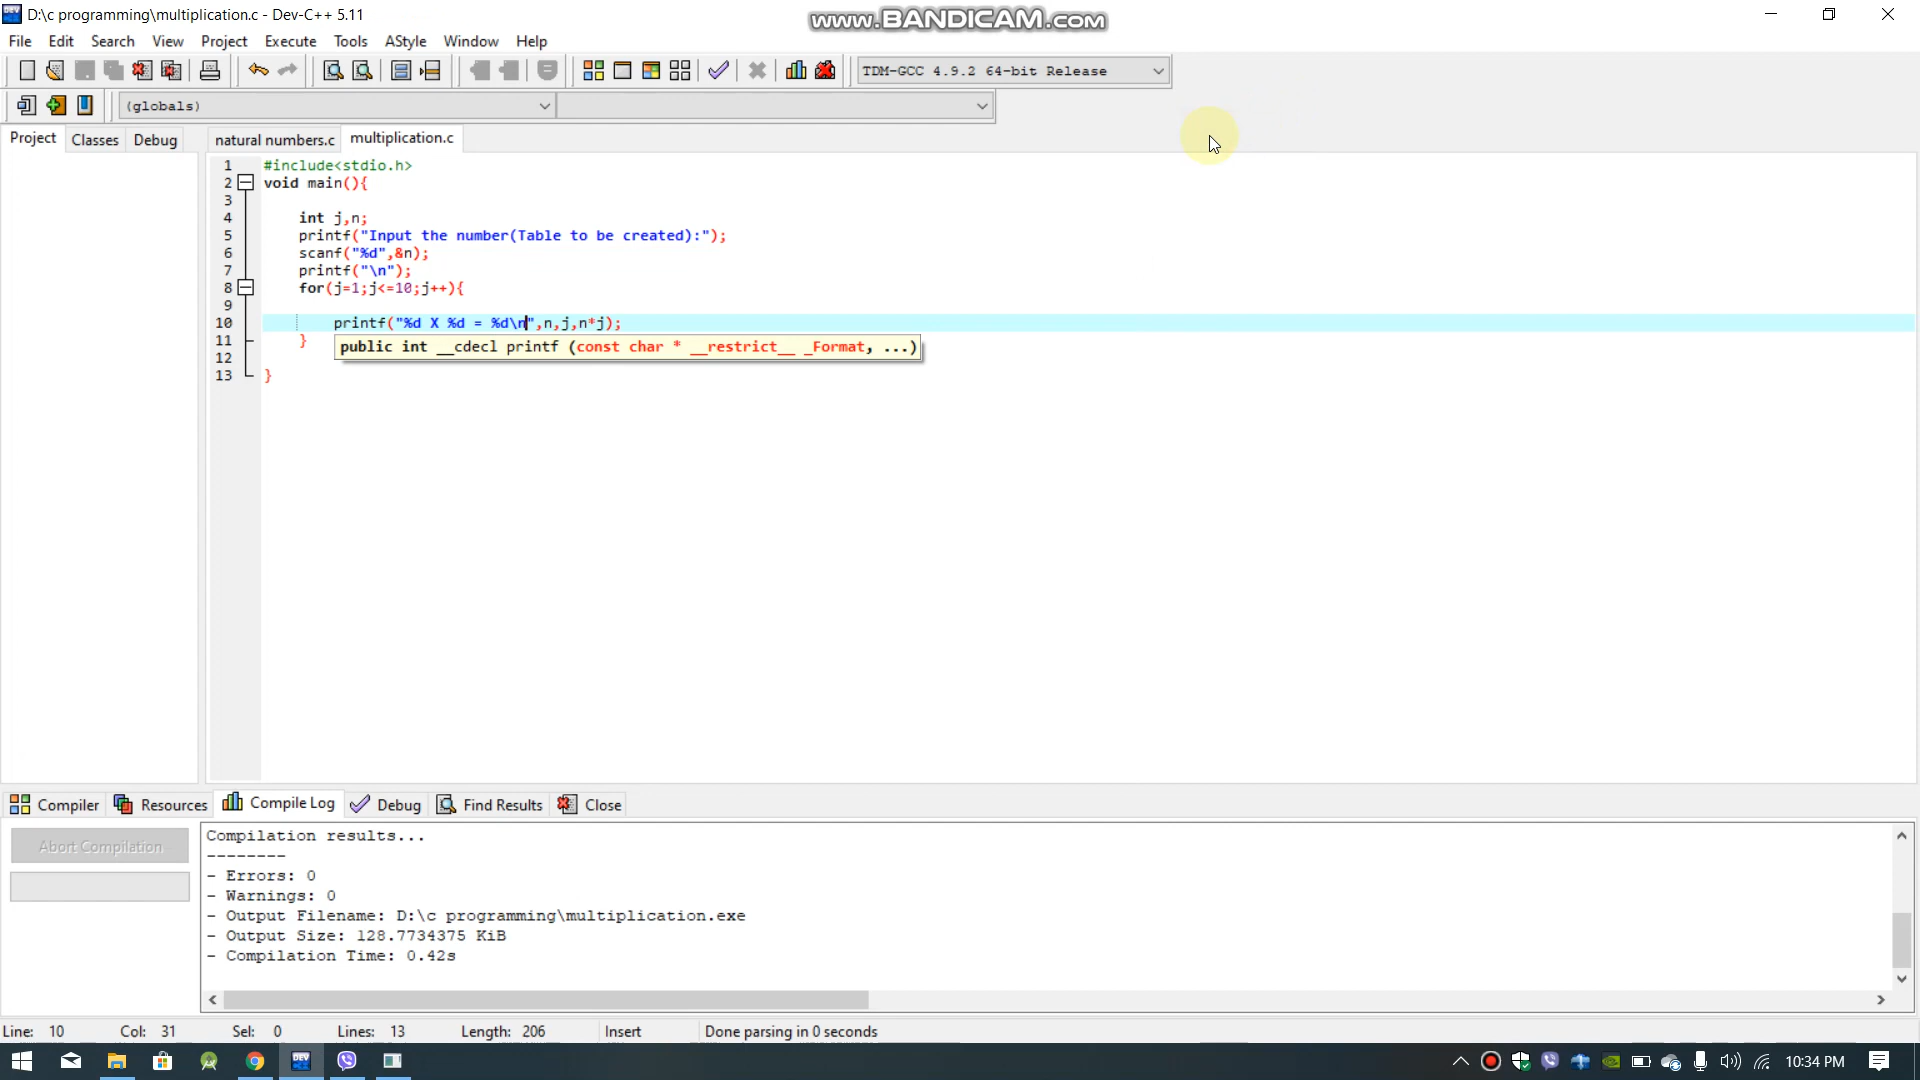 D:\c programming\multiplication.c - Dev-C++ 5.11
www.BANDICAM.com
File Edit Search View Project Execute Tools AStyle Window Help
TDM-GCC 4.9.2 64-bit Release
(globals)
Project Classes Debug natural numbers.c multiplication.c
1 #include<stdio.h>
2 void main(){
3
4 int j,n;
5 printf("Input the number(Table to be created):");
6 scanf("%d",&n);
7 printf("\n");
8 for(j=1;j<=10;j++){
9
10 printf("%d X %d = %d\n",n,j,n*j);
11 }
public int __cdecl printf (const char * __restrict__ _Format, ...)
12
13 }
Compiler Resources Compile Log Debug Find Results Close
Abort Compilation
Compilation results...
--------
- Errors: 0
- Warnings: 0
- Output Filename: D:\c programming\multiplication.exe
- Output Size: 128.7734375 KiB
- Compilation Time: 0.42s
Line: 10 Col: 31 Sel: 0 Lines: 13 Length: 206 Insert Done parsing in 0 seconds
DEV
10:34 PM